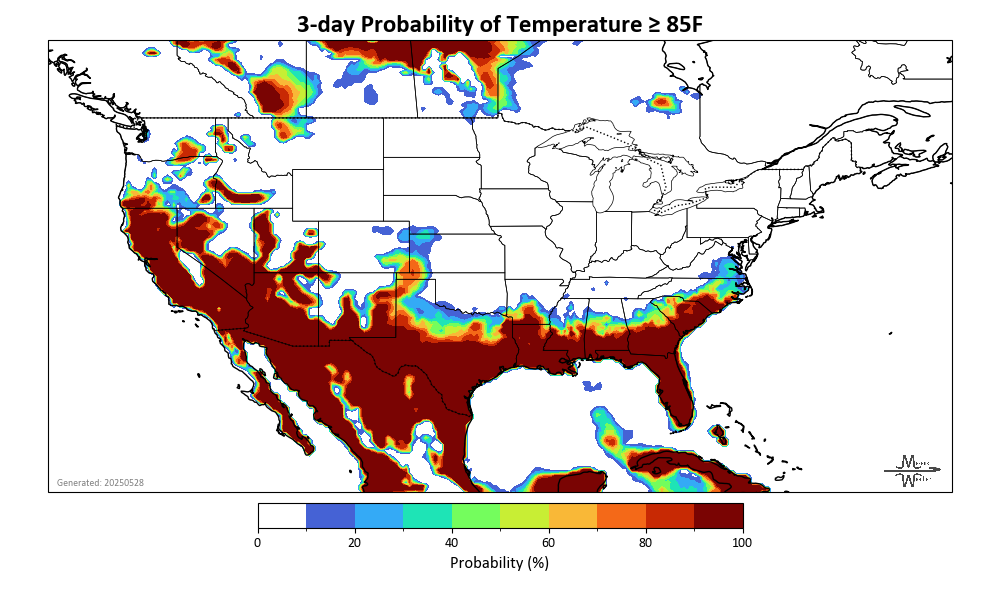 3-day Probability of Temperature ≥ 85F
Generated: 20250528
0 20 40 60 80 100
Probability (%)